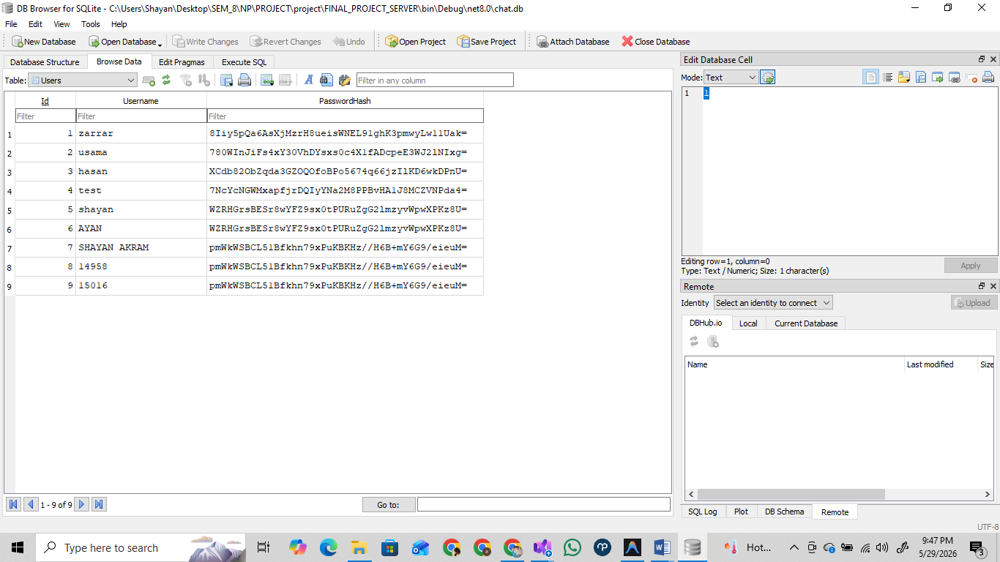 DB Browser for SQLite - C:\Users\Shayan\Desktop\SEM_8\NP\PROJECT\project\FINAL_PROJECT_SERVER\bin\Debug\net8.0\chat.db
File Edit View Tools Help
New Database Open Database Write Changes Revert Changes Undo Open Project Save Project Attach Database Close Database
Database Structure Browse Data Edit Pragmas Execute SQL
Table: Users Filter in any column
Id Username PasswordHash
Filter Filter Filter
1 1 zarrar 8Iiy5pQa6AsXjMzrH8ueisWNEL9lghK3pmwyLwllUak=
2 2 usama 780WInJiFs4xY30VhDYsxs0c4XlfADcpeE3WJ2lNIxg=
3 3 hasan XCdb82ObZqda3GZOQOfoBPo5674q66jzIlKD6wkDPnU=
4 4 test 7NcYcNGWMxapfjrDQIyYNa2M8PPBvHAlJ8MCZVNPda4=
5 5 shayan WZRHGrsBESr8wYFZ9sx0tPURuZgG2lmzyvWpwXPKz8U=
6 6 AYAN WZRHGrsBESr8wYFZ9sx0tPURuZgG2lmzyvWpwXPKz8U=
7 7 SHAYAN AKRAM pmWkWSBCL51Bfkhn79xPuKBKHz//H6B+mY6G9/eieuM=
8 8 14958 pmWkWSBCL51Bfkhn79xPuKBKHz//H6B+mY6G9/eieuM=
9 9 15016 pmWkWSBCL51Bfkhn79xPuKBKHz//H6B+mY6G9/eieuM=
1 - 9 of 9 Go to:
Edit Database Cell
Mode: Text
1 1
Editing row=1, column=0
Type: Text / Numeric; Size: 1 character(s)
Apply
Remote
Identity Select an identity to connect Upload
DBHub.io Local Current Database
Name Last modified Size
SQL Log Plot DB Schema Remote
UTF-8
Type here to search
Hot...
9:47 PM
5/29/2026
3